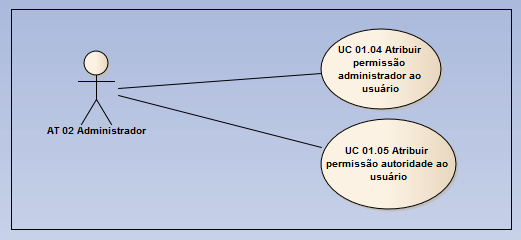 UC 01.04 Atribuir
permissão
administrador ao
usuário
AT 02 Administrador
UC 01.05 Atribuir
permissão autoridade ao
usuário